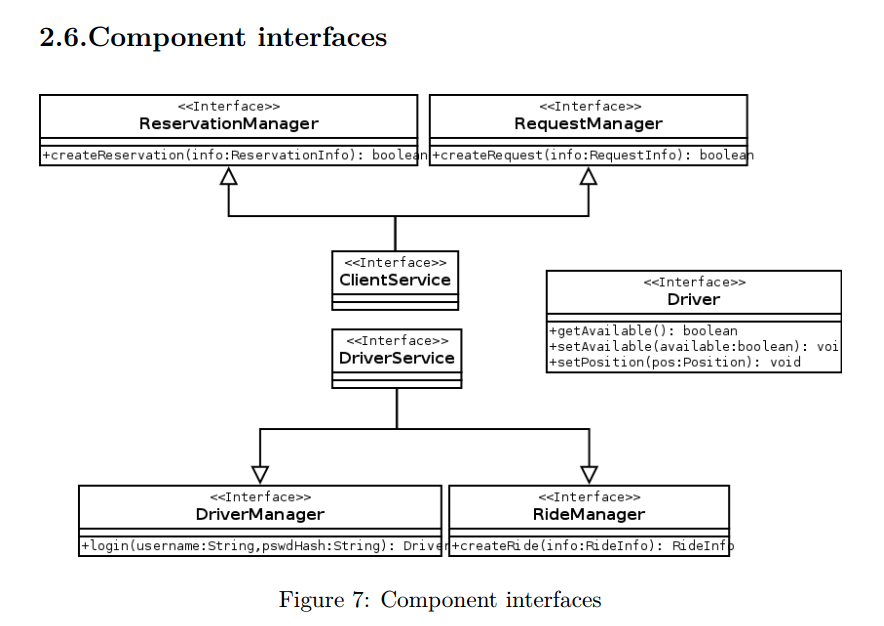 2.6.Component interfaces
<<Interface>>
ReservationManager
+createReservation(info:ReservationInfo): boolean
<<Interface>>
RequestManager
+createRequest(info:RequestInfo): boolean
<<Interface>>
ClientService
<<Interface>>
Driver
+getAvailable(): boolean
+setAvailable(available:boolean): voi
+setPosition(pos:Position): void
<<Interface>>
DriverService
<<Interface>>
DriverManager
+login(username:String,pswdHash:String): Driver
<<Interface>>
RideManager
+createRide(info:RideInfo): RideInfo
Figure 7: Component interfaces